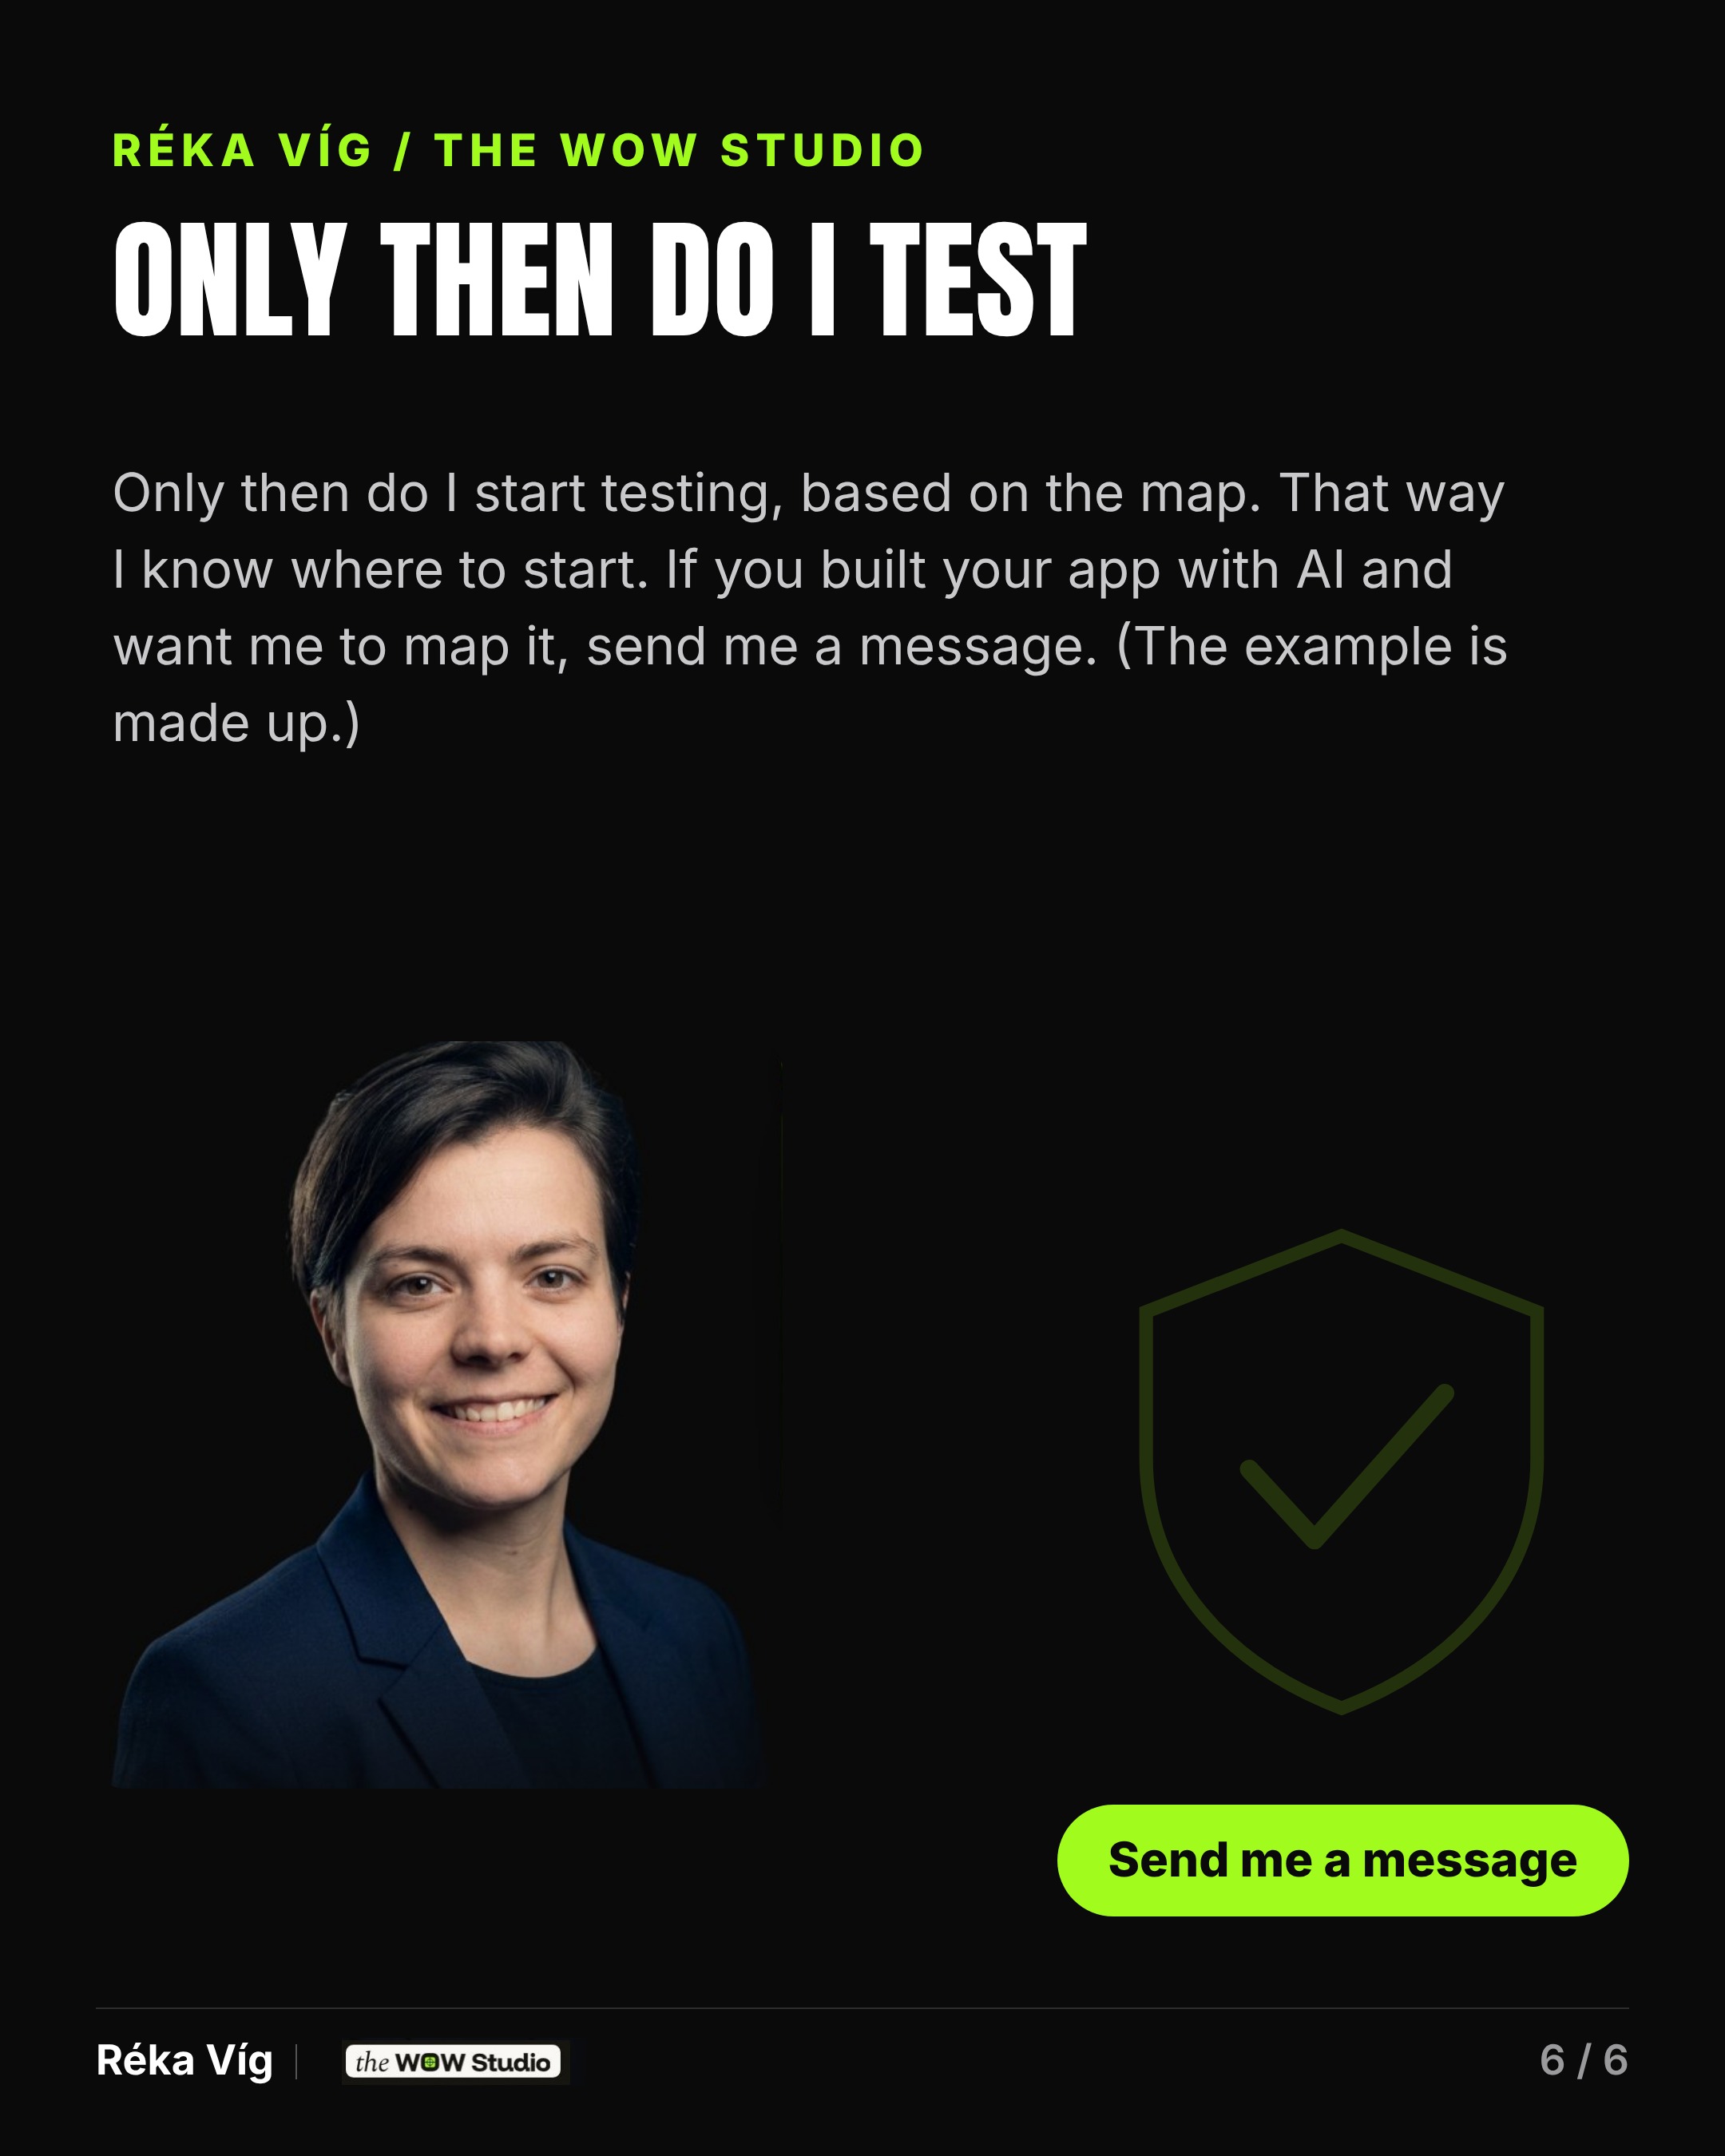 RÉKA VÍG / THE WOW STUDIO
ONLY THEN DO I TEST
Only then do I start testing, based on the map. That way
I know where to start. If you built your app with AI and
want me to map it, send me a message. (The example is
made up.)
Send me a message
Réka Víg
the WOW Studio
6 / 6